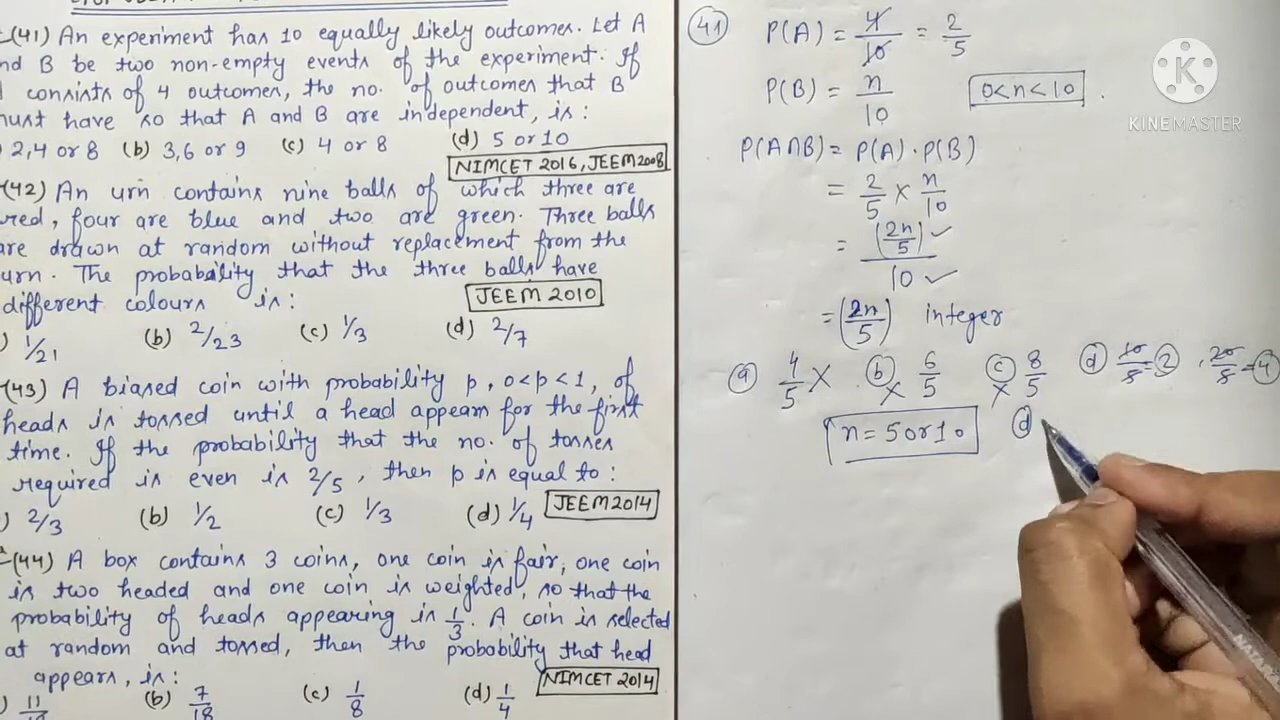 (41) An experiment has 10 equally likely outcomes. Let A
nd B be two non-empty events of the experiment. If
consists of 4 outcomes, the no. of outcomes that B
must have so that A and B are independent, is:
2,4 or 8 (b) 3,6 or 9 (c) 4 or 8 (d) 5 or 10
NIMCET 2016, JEEM 2008
(42) An urn contains nine balls of which three are
red, four are blue and two are green. Three balls
are drawn at random without replacement from the
urn. The probability that the three balls have
different colours is:
JEEM 2010
) 1/21 (b) 2/23 (c) 1/3 (d) 2/7
(43) A biased coin with probability p, 0<p<1, of
heads is tossed until a head appears for the first
time. If the probability that the no. of tosses
required is even is 2/5, then p is equal to:
) 2/3 (b) 1/2 (c) 1/3 (d) 1/4
JEEM 2014
(44) A box contains 3 coins, one coin is fair, one coin
is two headed and one coin is weighted, so that the
probability of heads appearing is 1/3. A coin is selected
at random and tossed, then the probability that head
appears, is:
NIMCET 2014
(b) 7/18 (c) 1/8 (d) 1/4
(41) P(A) = 4/10 = 2/5
P(B) = n/10 0<n<10
P(A∩B) = P(A) . P(B)
= 2/5 × n/10
= (2n/5) ✓ / 10 ✓
= (2n/5) integer
(a) 4/5 × (b) × 6/5 (c) × 8/5 (d) 10/5 = 2, 20/5 = 4
n = 5 or 10 (d)
K
KINEMASTER
NATARAJ